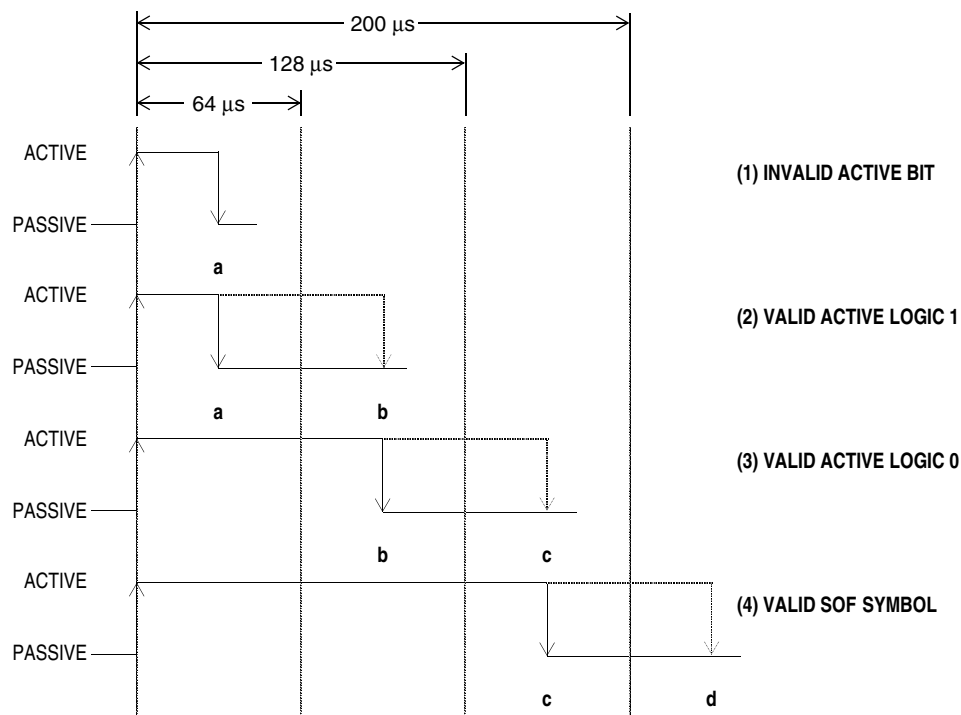 200 μs
128 μs
64 μs
ACTIVE
(1) INVALID ACTIVE BIT
PASSIVE
a
ACTIVE
(2) VALID ACTIVE LOGIC 1
PASSIVE
a b
ACTIVE
(3) VALID ACTIVE LOGIC 0
PASSIVE
b c
ACTIVE
(4) VALID SOF SYMBOL
PASSIVE
c d